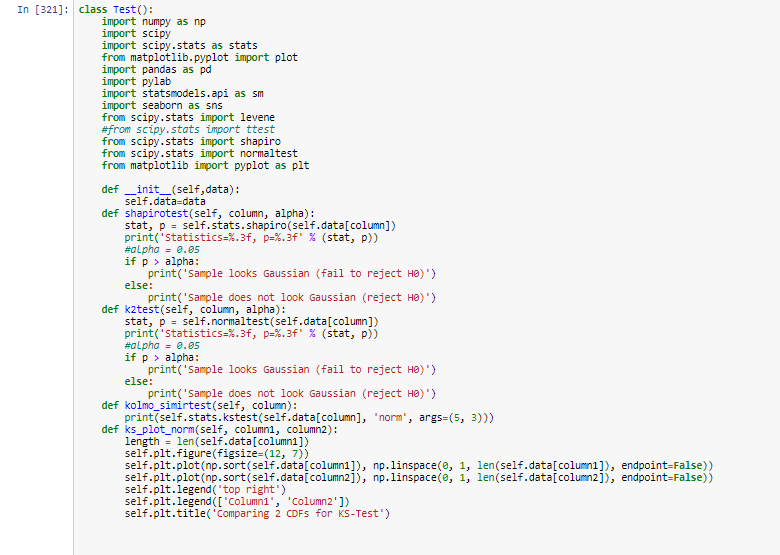 In [321]: class Test():
    import numpy as np
    import scipy
    import scipy.stats as stats
    from matplotlib.pyplot import plot
    import pandas as pd
    import pylab
    import statsmodels.api as sm
    import seaborn as sns
    from scipy.stats import levene
    #from scipy.stats import ttest
    from scipy.stats import shapiro
    from scipy.stats import normaltest
    from matplotlib import pyplot as plt

    def __init__(self,data):
        self.data=data
    def shapirotest(self, column, alpha):
        stat, p = self.stats.shapiro(self.data[column])
        print('Statistics=%.3f, p=%.3f' % (stat, p))
        #alpha = 0.05
        if p > alpha:
            print('Sample looks Gaussian (fail to reject H0)')
        else:
            print('Sample does not look Gaussian (reject H0)')
    def k2test(self, column, alpha):
        stat, p = self.normaltest(self.data[column])
        print('Statistics=%.3f, p=%.3f' % (stat, p))
        #alpha = 0.05
        if p > alpha:
            print('Sample looks Gaussian (fail to reject H0)')
        else:
            print('Sample does not look Gaussian (reject H0)')
    def kolmo_simirtest(self, column):
        print(self.stats.kstest(self.data[column], 'norm', args=(5, 3)))
    def ks_plot_norm(self, column1, column2):
        length = len(self.data[column1])
        self.plt.figure(figsize=(12, 7))
        self.plt.plot(np.sort(self.data[column1]), np.linspace(0, 1, len(self.data[column1]), endpoint=False))
        self.plt.plot(np.sort(self.data[column2]), np.linspace(0, 1, len(self.data[column2]), endpoint=False))
        self.plt.legend('top right')
        self.plt.legend(['Column1', 'Column2'])
        self.plt.title('Comparing 2 CDFs for KS-Test')